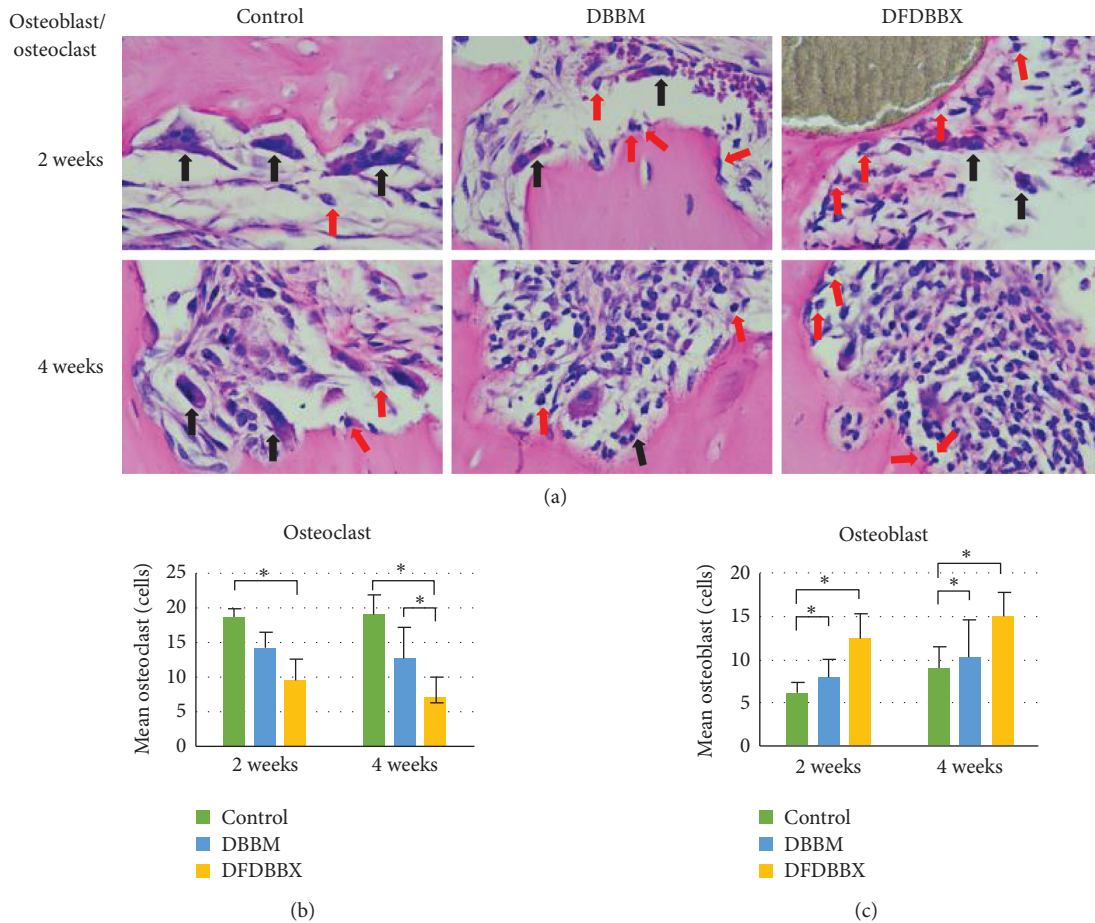 Osteoblast/
osteoclast
Control
DBBM
DFDBBX
2 weeks
4 weeks
(a)
Osteoclast
Mean osteoclast (cells)
25
20
15
10
5
0
*
*
*
2 weeks
4 weeks
Control
DBBM
DFDBBX
(b)
Osteoblast
Mean osteoblast (cells)
20
15
10
5
0
*
*
*
*
2 weeks
4 weeks
Control
DBBM
DFDBBX
(c)